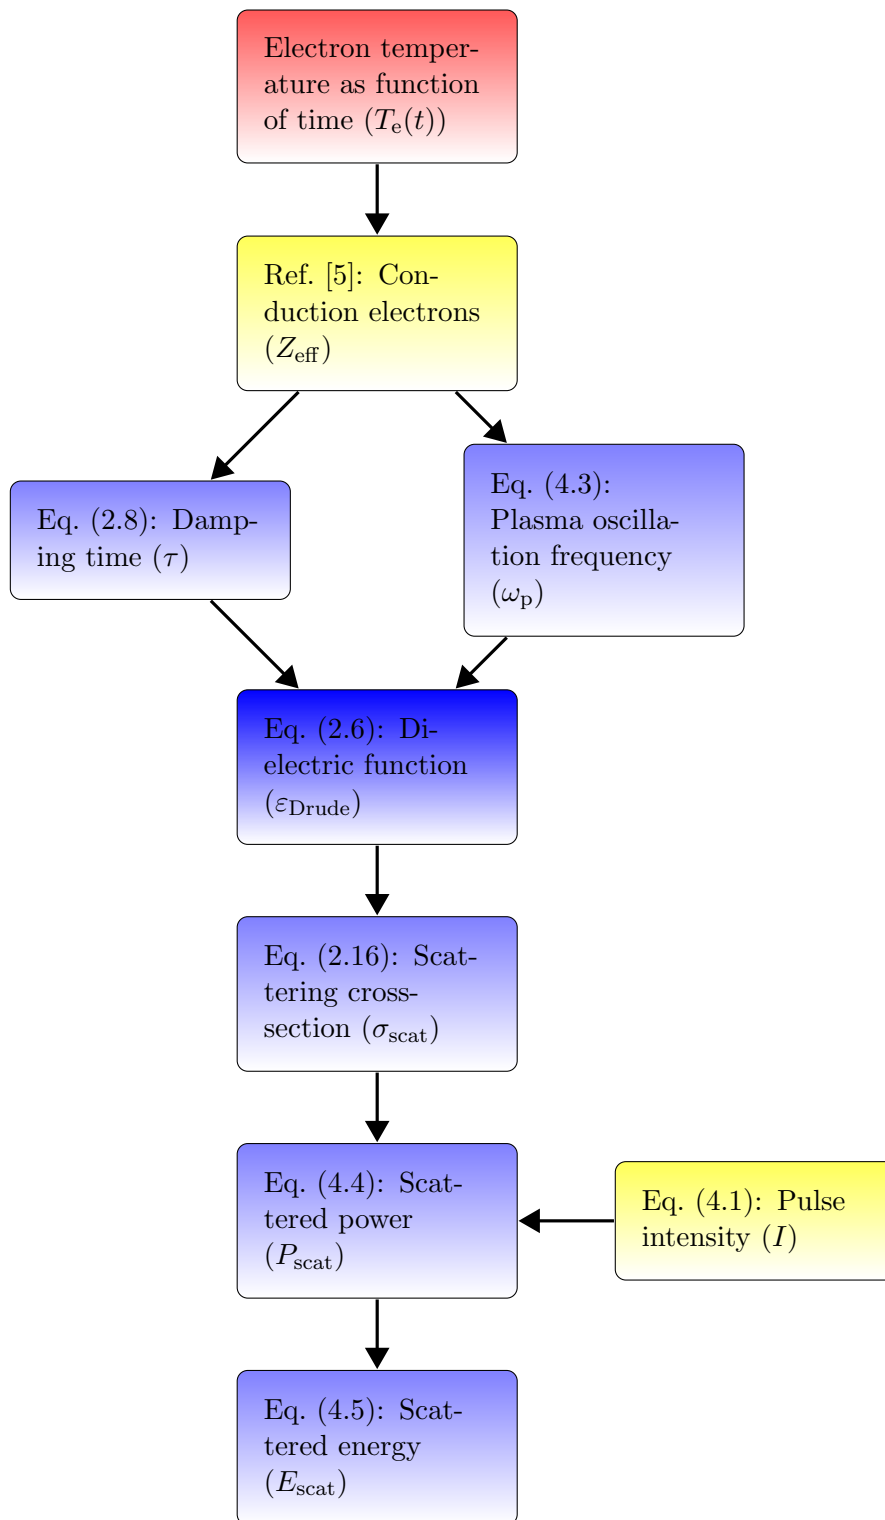 Electron temper-
ature as function
of time (Tₑ(t))
Ref. [5]: Con-
duction electrons
(Z_eff)
Eq. (2.8): Damp-
ing time (τ)
Eq. (4.3):
Plasma oscilla-
tion frequency
(ω_p)
Eq. (2.6): Di-
electric function
(ε_Drude)
Eq. (2.16): Scat-
tering cross-
section (σ_scat)
Eq. (4.4): Scat-
tered power
(P_scat)
Eq. (4.1): Pulse
intensity (I)
Eq. (4.5): Scat-
tered energy
(E_scat)